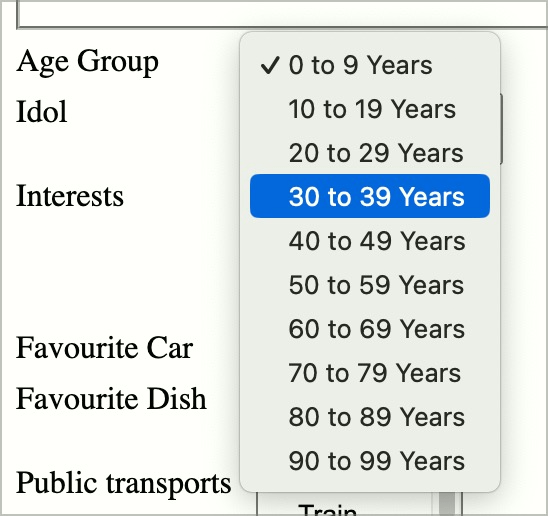 Age Group
✓ 0 to 9 Years
10 to 19 Years
Idol
20 to 29 Years
Interests
30 to 39 Years
40 to 49 Years
50 to 59 Years
60 to 69 Years
Favourite Car
70 to 79 Years
Favourite Dish
80 to 89 Years
90 to 99 Years
Public transports
Train